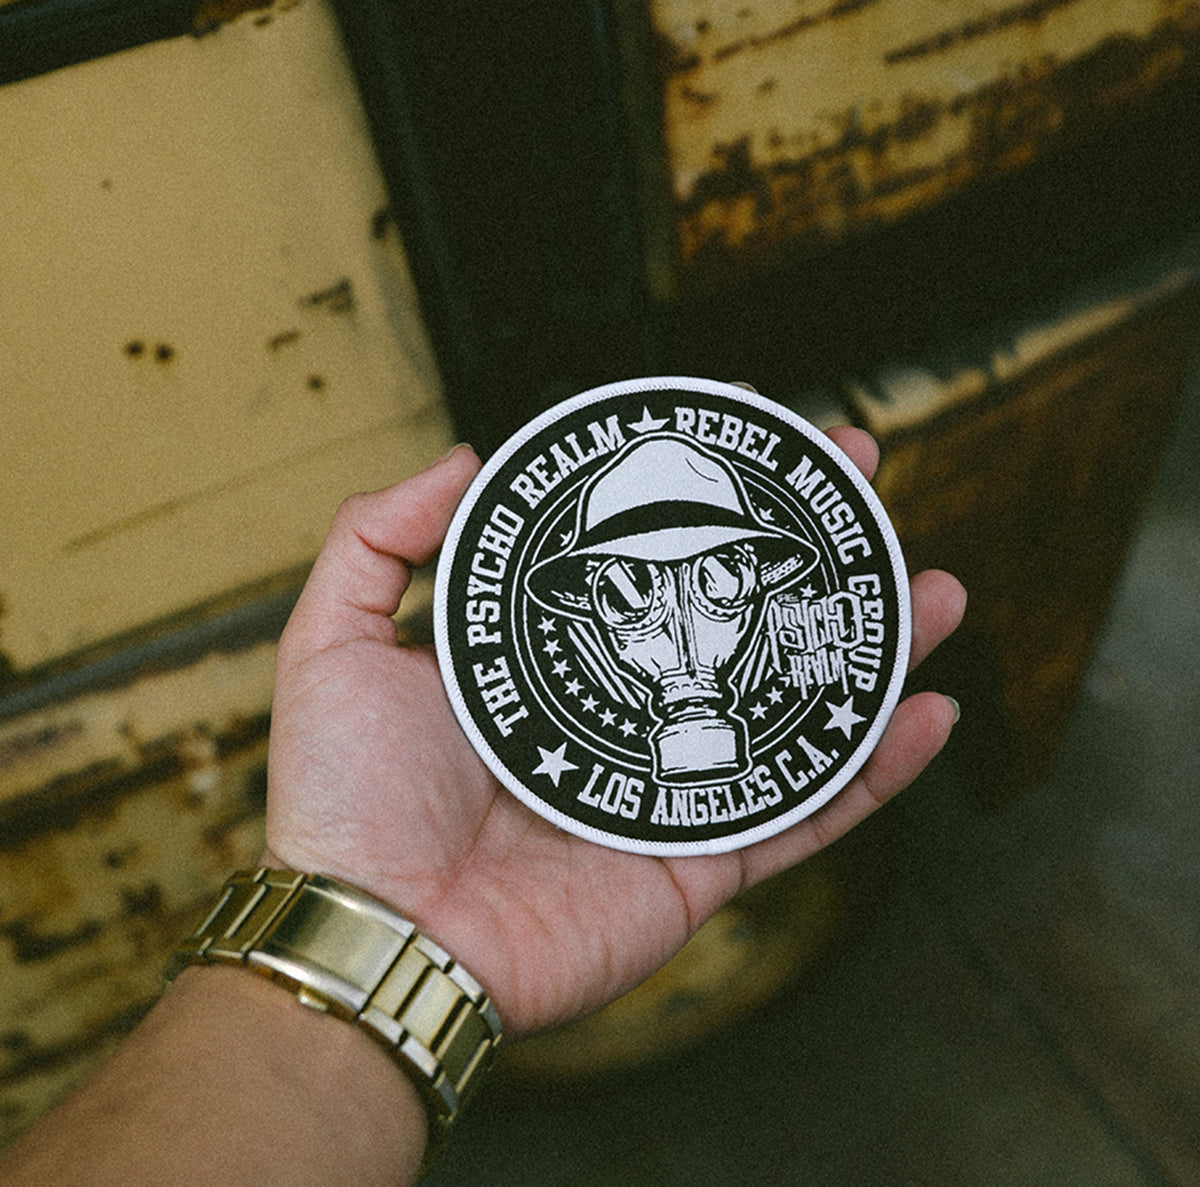 THE PSYCHO REALM ★ REBEL MUSIC GROUP
THE
PSYCHO
REALM
★ LOS ANGELES C.A. ★